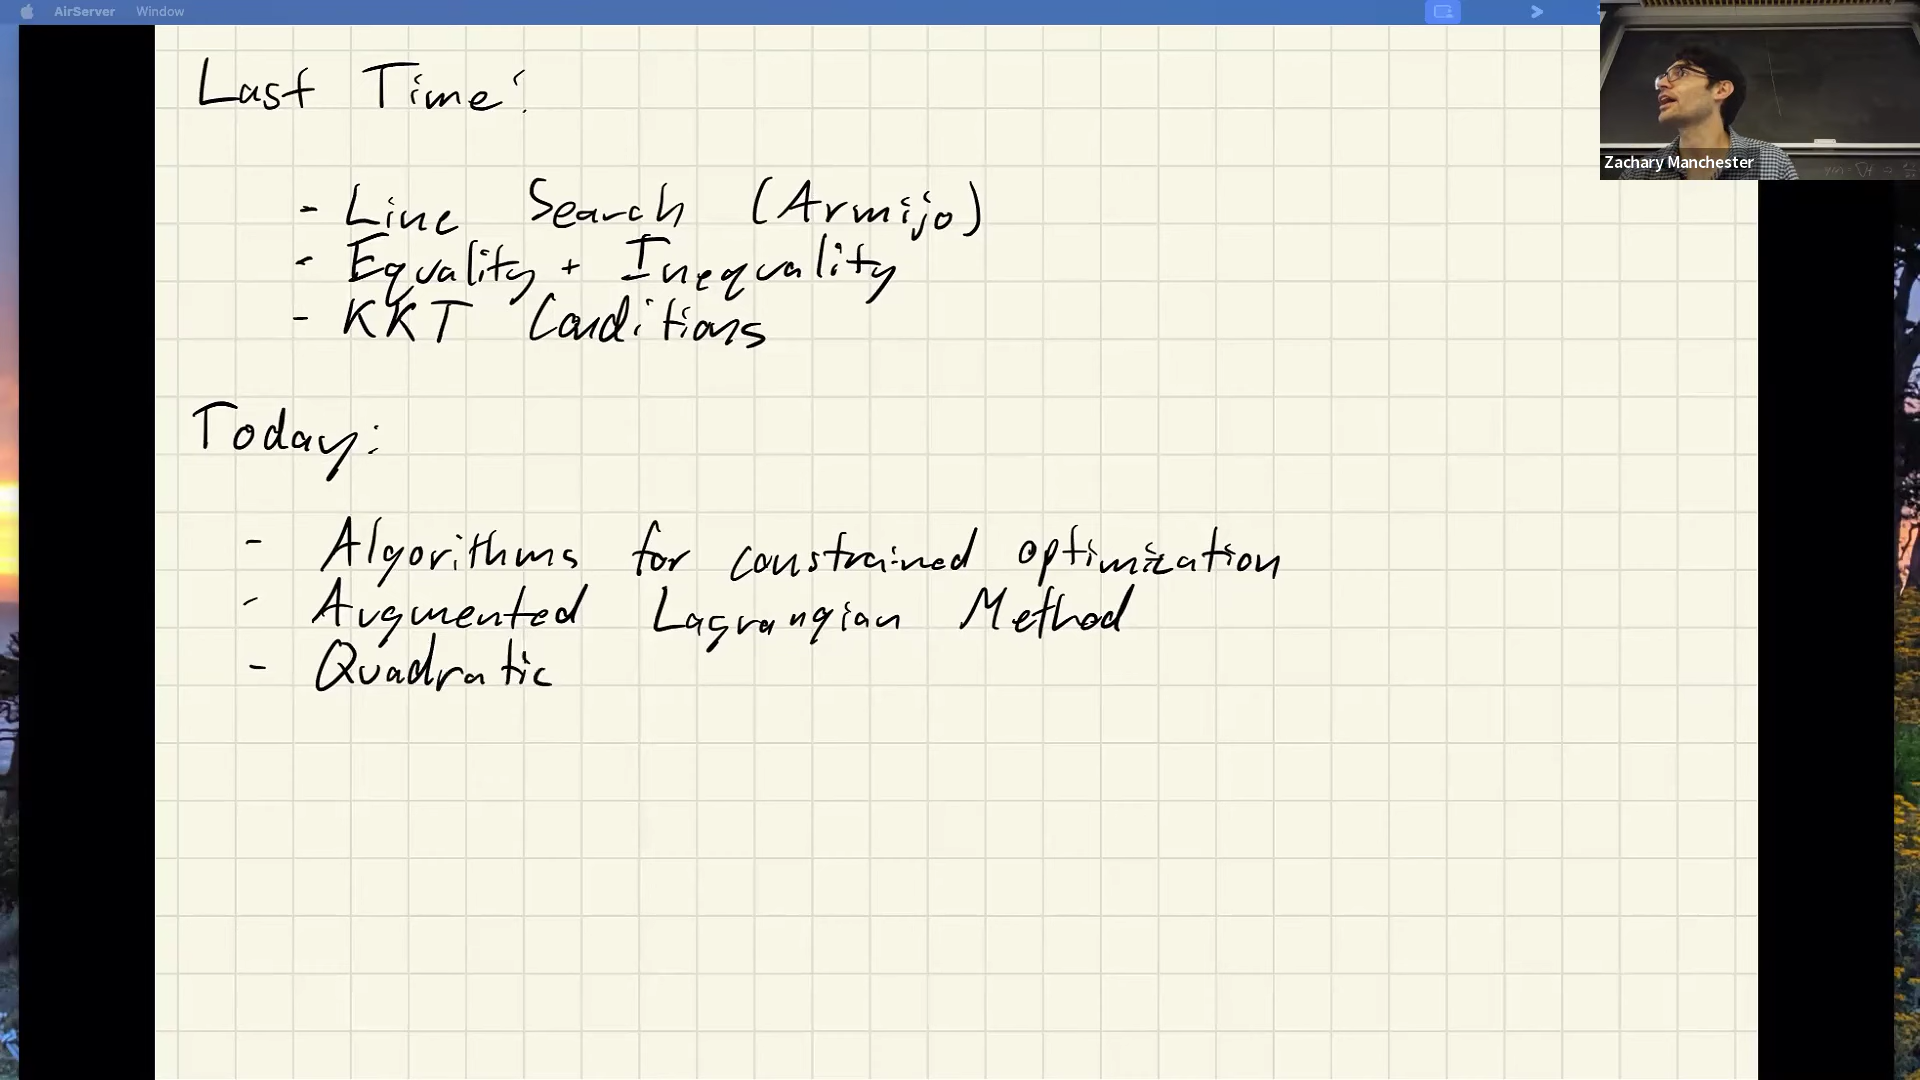 AirServer Window
Last Time:
- Line Search (Armijo)
- Equality + Inequality
- KKT Conditions
Today:
- Algorithms for constrained optimization
- Augmented Lagrangian Method
- Quadratic
Zachary Manchester